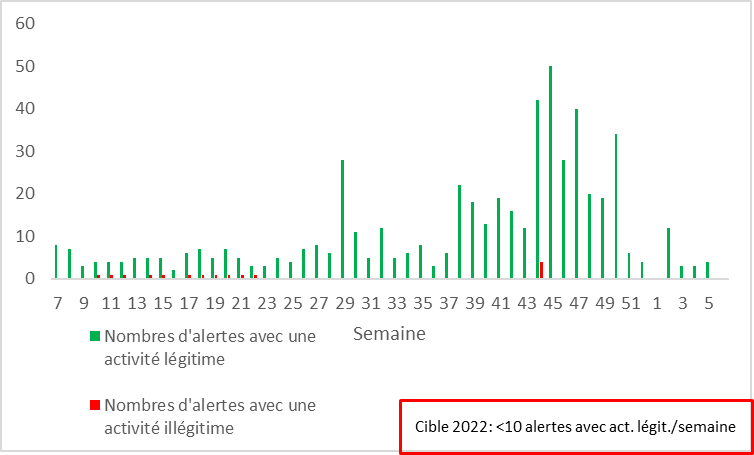 60
50
40
30
20
10
0
7 9 11 13 15 17 19 21 23 25 27 29 31 33 35 37 39 41 43 45 47 49 51 1 3 5
Semaine
Nombres d'alertes avec une
activité légitime
Nombres d'alertes avec une
activité illégitime
Cible 2022: <10 alertes avec act. légit./semaine